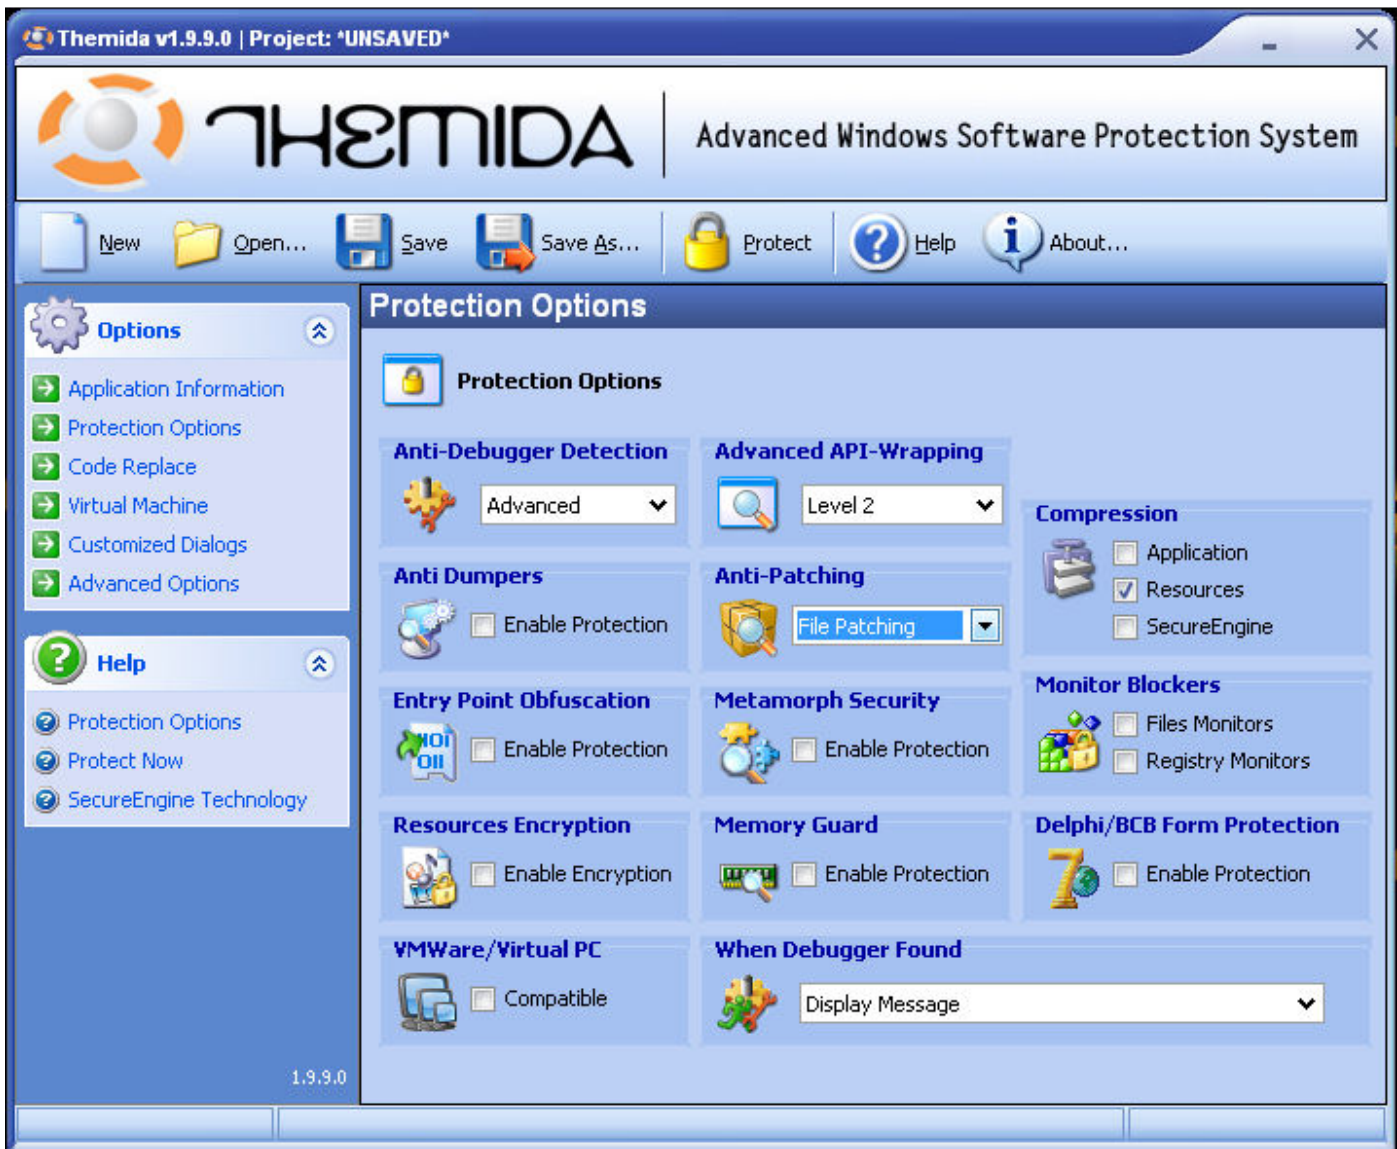 Themida v1.9.9.0 | Project: *UNSAVED*
THEMIDA
Advanced Windows Software Protection System
New
Open...
Save
Save As...
Protect
Help
About...
Options
Application Information
Protection Options
Code Replace
Virtual Machine
Customized Dialogs
Advanced Options
Help
Protection Options
Protect Now
SecureEngine Technology
1.9.9.0
Protection Options
Protection Options
Anti-Debugger Detection
Advanced
Advanced API-Wrapping
Level 2
Compression
Application
Resources
SecureEngine
Anti Dumpers
Enable Protection
Anti-Patching
File Patching
Entry Point Obfuscation
Enable Protection
Metamorph Security
Enable Protection
Monitor Blockers
Files Monitors
Registry Monitors
Resources Encryption
Enable Encryption
Memory Guard
Enable Protection
Delphi/BCB Form Protection
Enable Protection
VMWare/Virtual PC
Compatible
When Debugger Found
Display Message